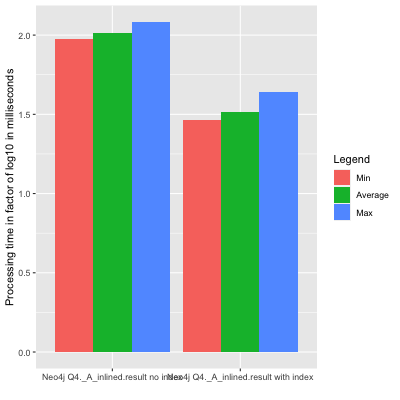 Processing time in factor of log10 in milliseconds
2.0
1.5
1.0
0.5
0.0
Neo4j Q4._A_inlined.result no index
Neo4j Q4._A_inlined.result with index
Legend
Min
Average
Max